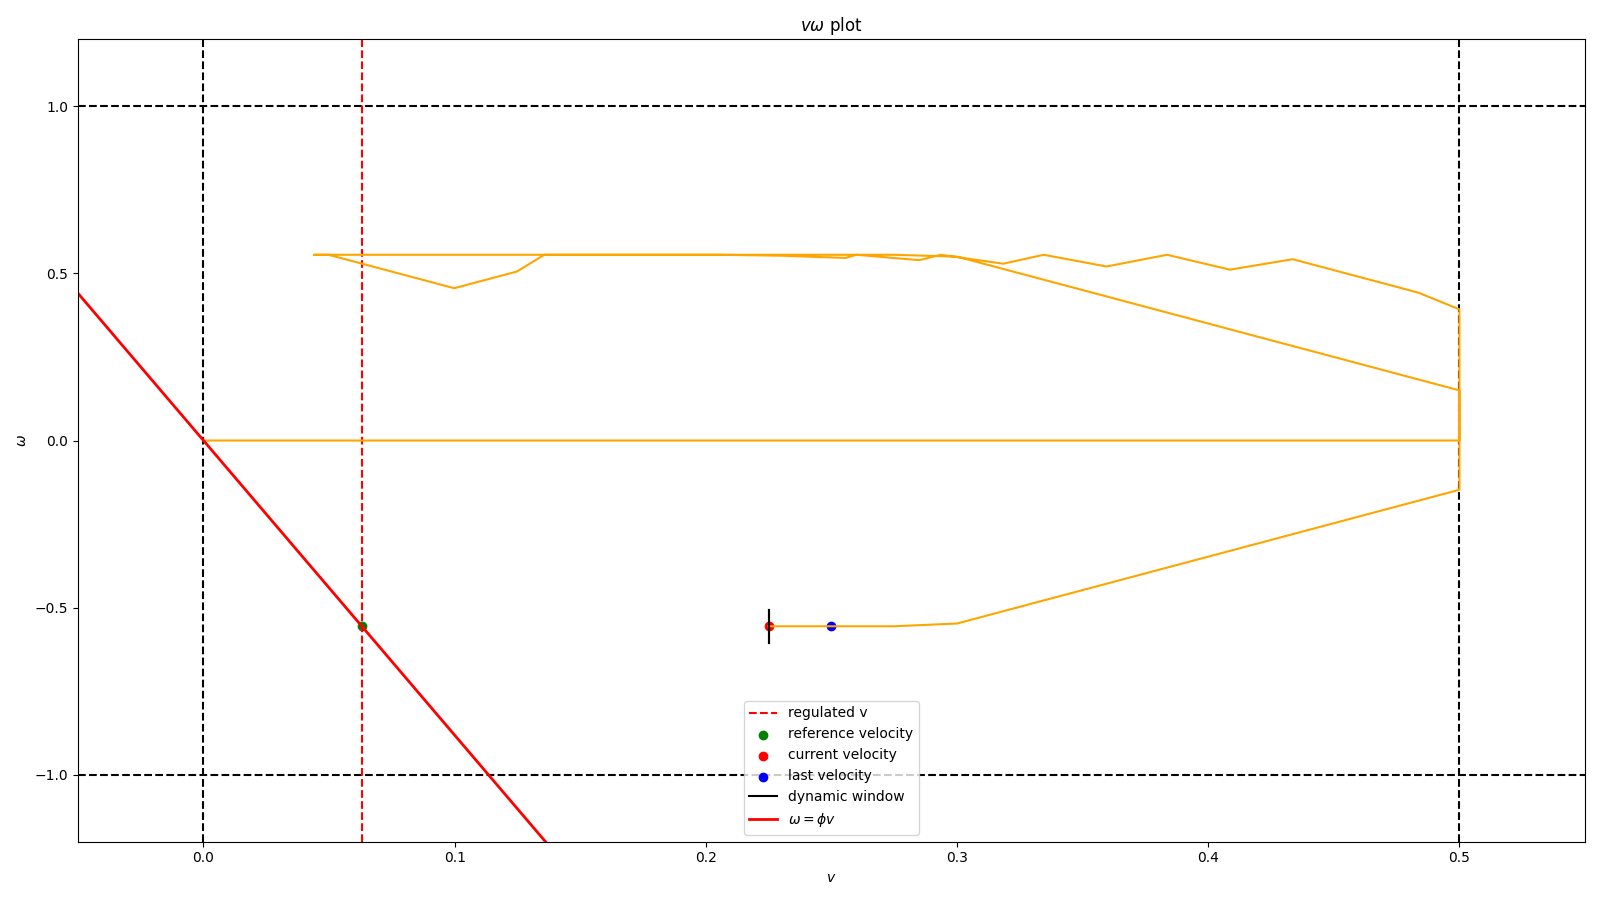 vω plot
1.0
0.5
0.0
−0.5
−1.0
ω
regulated v
reference velocity
current velocity
last velocity
dynamic window
ω = ϕv
0.0 0.1 0.2 0.3 0.4 0.5
v